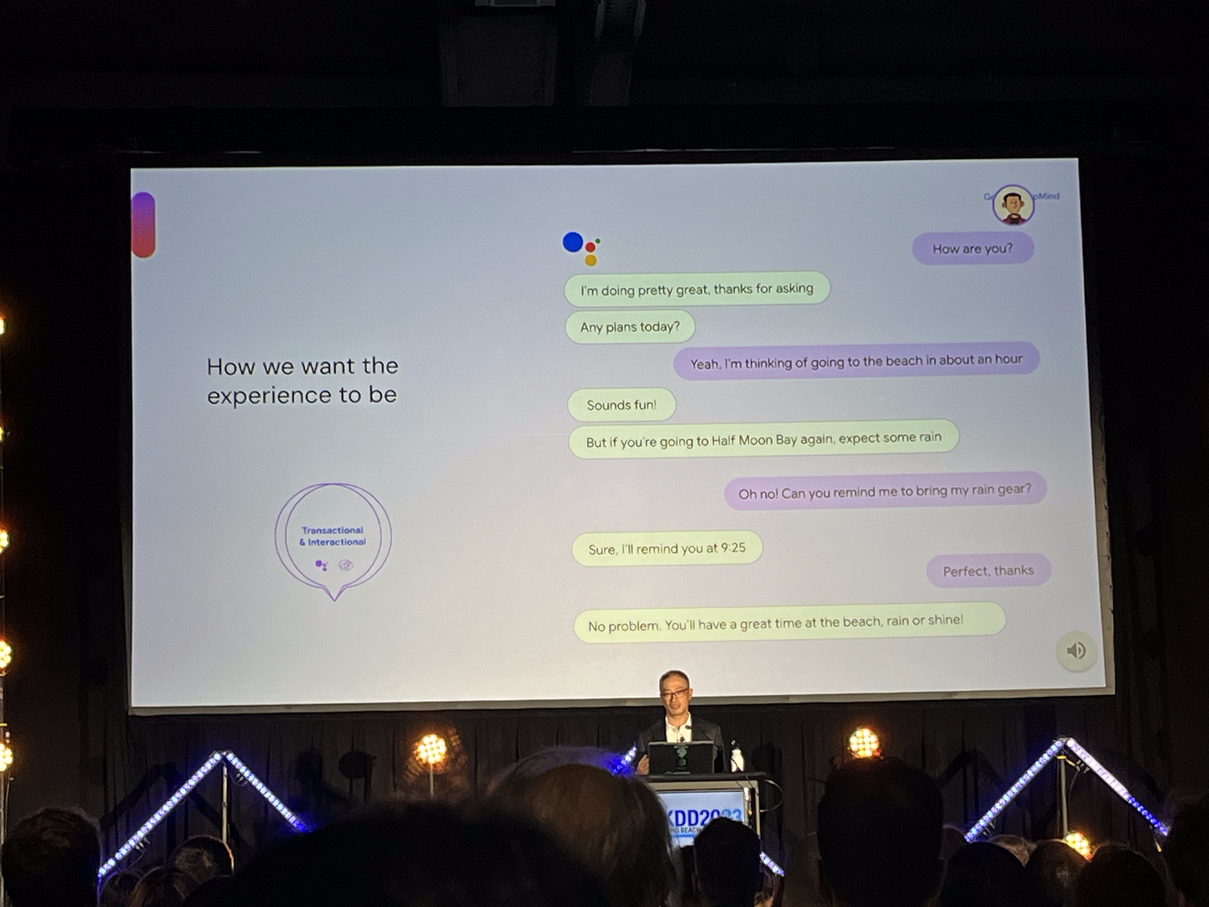 How are you?
I'm doing pretty great, thanks for asking
Any plans today?
Yeah, I'm thinking of going to the beach in about an hour
Sounds fun!
How we want the
experience to be
But if you're going to Half Moon Bay again, expect some rain
Oh no! Can you remind me to bring my rain gear?
Transactional
& Interactional
Sure, I'll remind you at 9:25
Perfect, thanks
No problem. You'll have a great time at the beach, rain or shine!
KDD2023